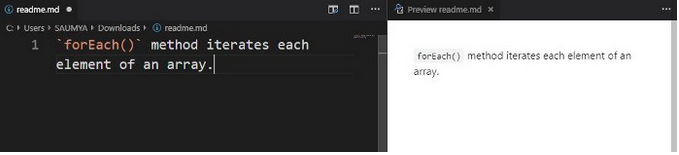 readme.md ●
Preview readme.md ×
C: › Users › SAUMYA › Downloads › readme.md
1 `forEach()` method iterates each
element of an array.
forEach() method iterates each element of an
array.